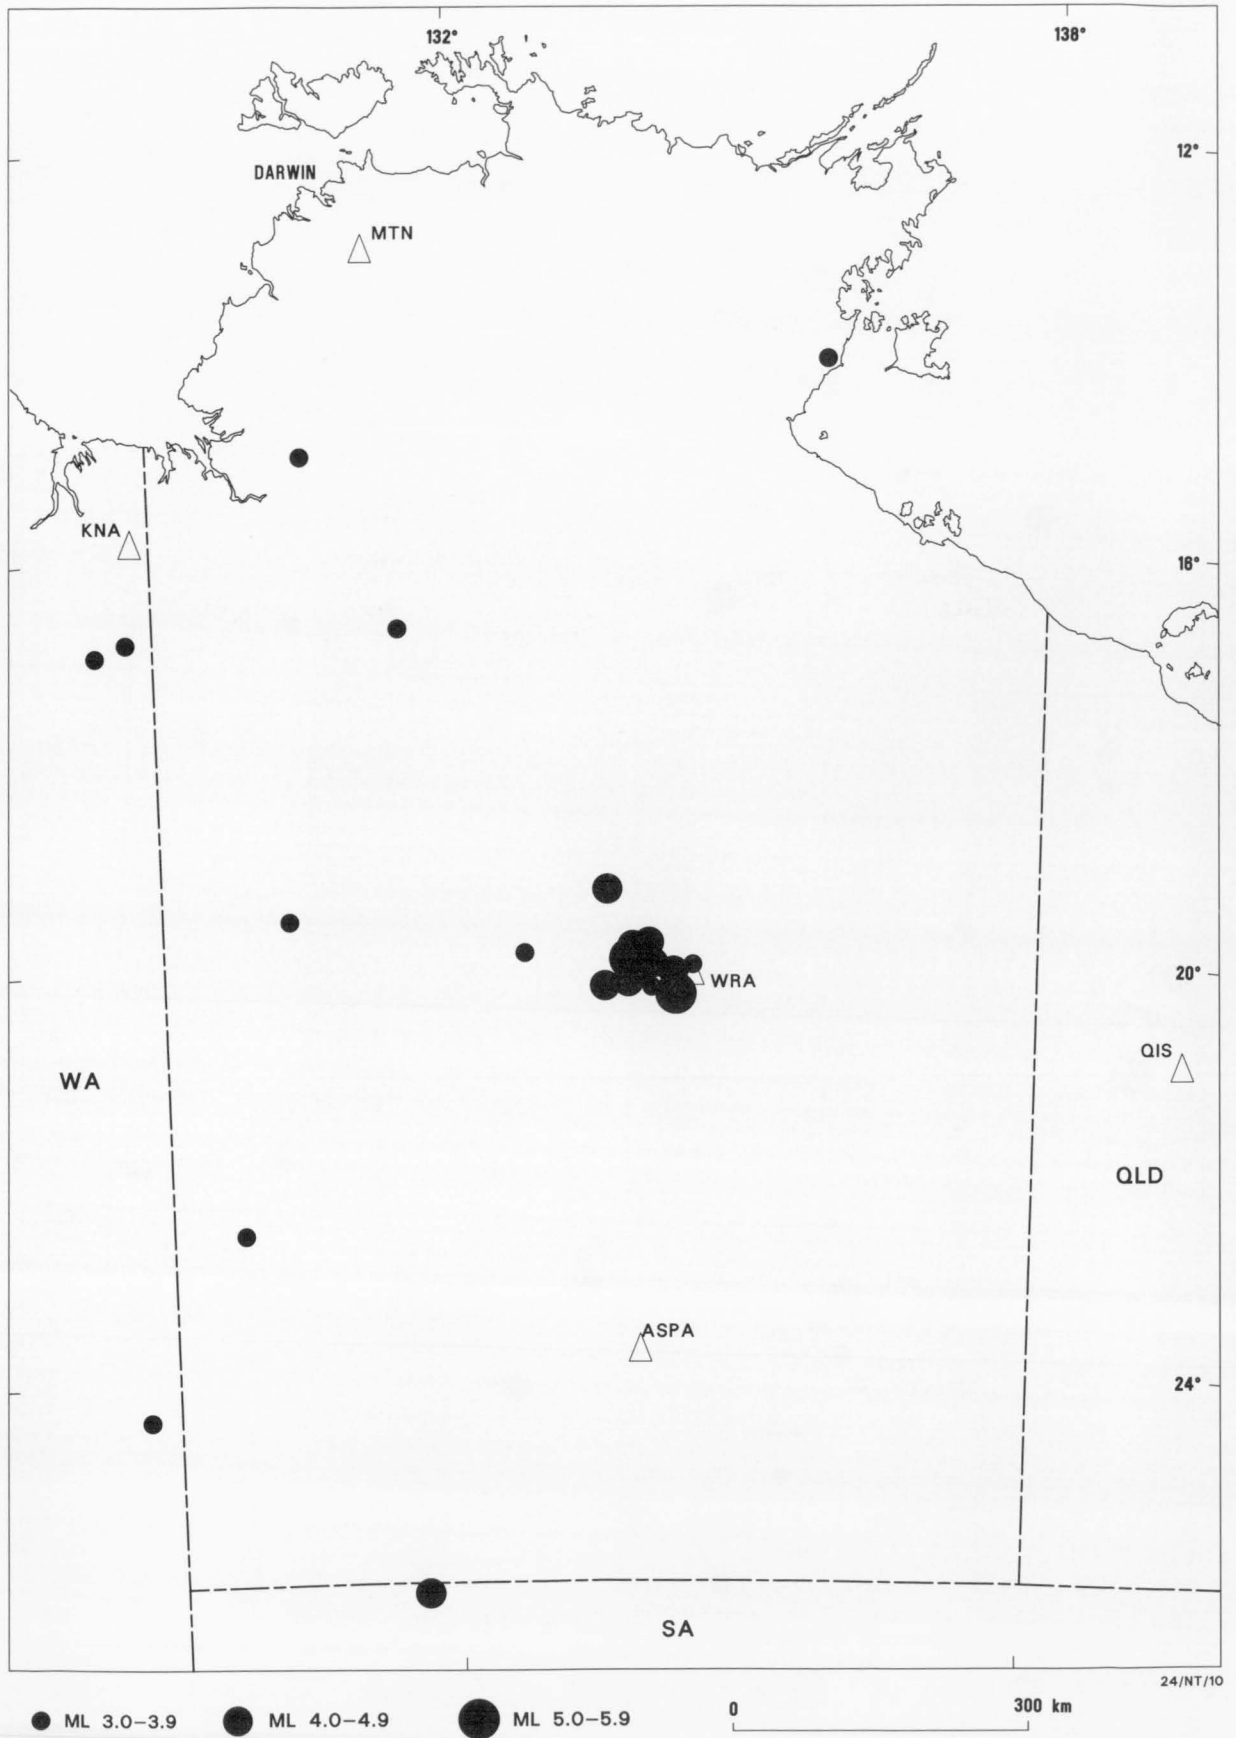 132°
138°
12°
DARWIN
MTN
KNA
16°
WRA
20°
QIS
WA
QLD
ASPA
24°
SA
24/NT/10
ML 3.0–3.9
ML 4.0–4.9
ML 5.0–5.9
0
300 km